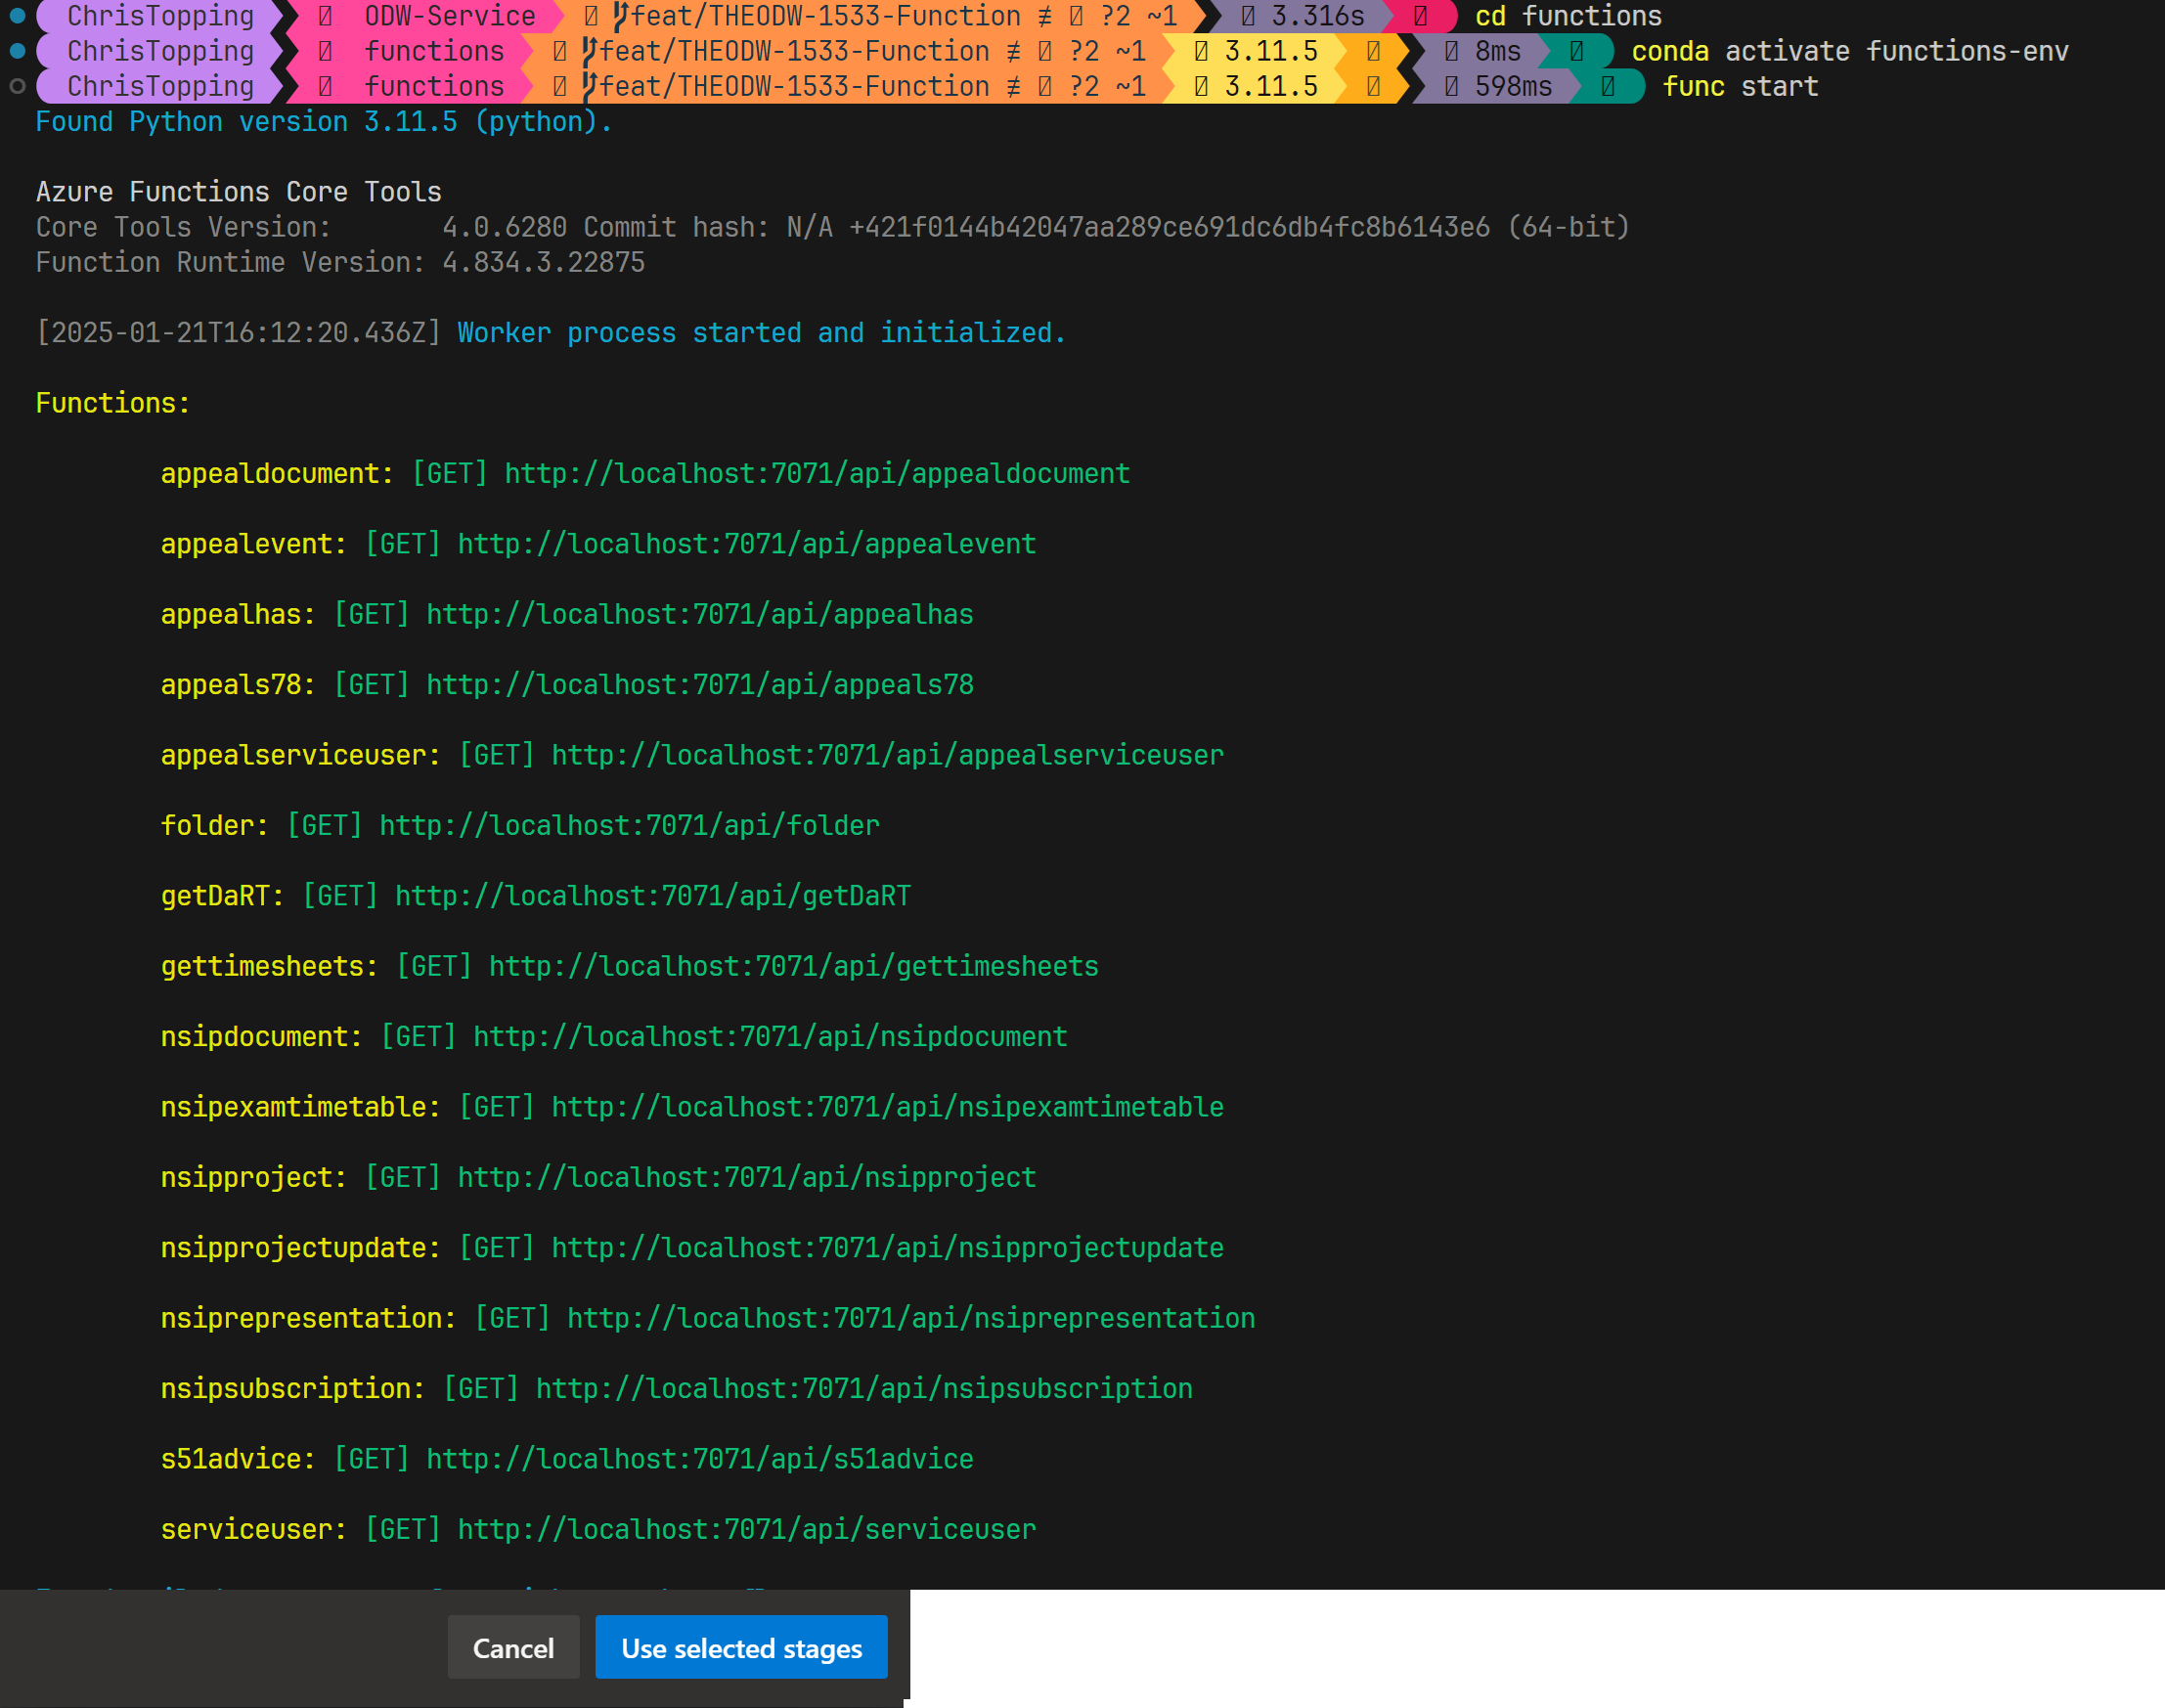 ChrisTopping ODW-Service feat/THEODW-1533-Function ≢ ?2 ~1 3.316s cd functions
ChrisTopping functions feat/THEODW-1533-Function ≢ ?2 ~1 3.11.5 8ms conda activate functions-env
ChrisTopping functions feat/THEODW-1533-Function ≢ ?2 ~1 3.11.5 598ms func start
Found Python version 3.11.5 (python).
Azure Functions Core Tools
Core Tools Version:       4.0.6280 Commit hash: N/A +421f0144b42047aa289ce691dc6db4fc8b6143e6 (64-bit)
Function Runtime Version: 4.834.3.22875
[2025-01-21T16:12:20.436Z] Worker process started and initialized.
Functions:
appealdocument: [GET] http://localhost:7071/api/appealdocument
appealevent: [GET] http://localhost:7071/api/appealevent
appealhas: [GET] http://localhost:7071/api/appealhas
appeals78: [GET] http://localhost:7071/api/appeals78
appealserviceuser: [GET] http://localhost:7071/api/appealserviceuser
folder: [GET] http://localhost:7071/api/folder
getDaRT: [GET] http://localhost:7071/api/getDaRT
gettimesheets: [GET] http://localhost:7071/api/gettimesheets
nsipdocument: [GET] http://localhost:7071/api/nsipdocument
nsipexamtimetable: [GET] http://localhost:7071/api/nsipexamtimetable
nsipproject: [GET] http://localhost:7071/api/nsipproject
nsipprojectupdate: [GET] http://localhost:7071/api/nsipprojectupdate
nsiprepresentation: [GET] http://localhost:7071/api/nsiprepresentation
nsipsubscription: [GET] http://localhost:7071/api/nsipsubscription
s51advice: [GET] http://localhost:7071/api/s51advice
serviceuser: [GET] http://localhost:7071/api/serviceuser
Cancel Use selected stages